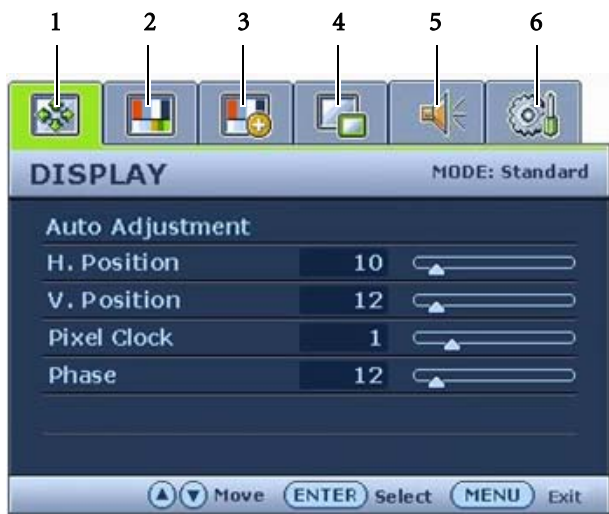 1 2 3 4 5 6
DISPLAY MODE: Standard
Auto Adjustment
H. Position 10
V. Position 12
Pixel Clock 1
Phase 12
Move ENTER Select MENU Exit